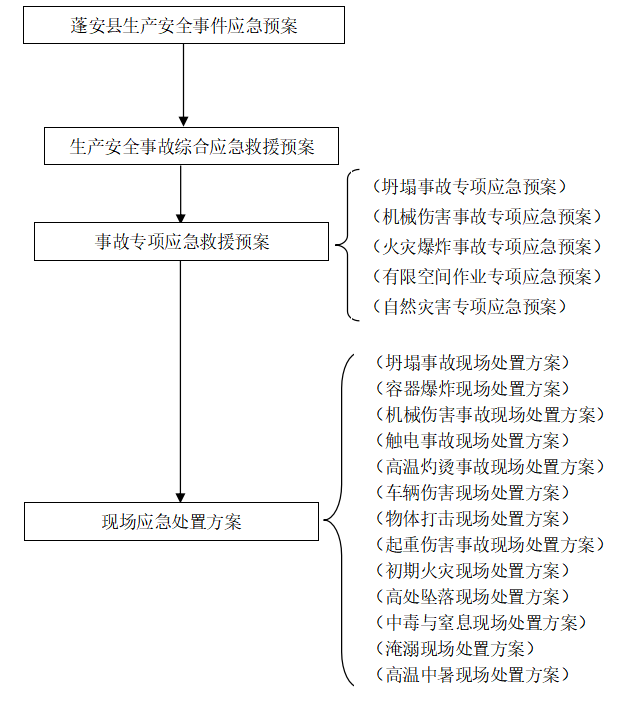 蓬安县生产安全事件应急预案
生产安全事故综合应急救援预案
事故专项应急救援预案
（坍塌事故专项应急预案）
（机械伤害事故专项应急预案）
（火灾爆炸事故专项应急预案）
（有限空间作业专项应急预案）
（自然灾害专项应急预案）
现场应急处置方案
（坍塌事故现场处置方案）
（容器爆炸现场处置方案）
（机械伤害事故现场处置方案）
（触电事故现场处置方案）
（高温灼烫事故现场处置方案）
（车辆伤害现场处置方案）
（物体打击现场处置方案）
（起重伤害事故现场处置方案）
（初期火灾现场处置方案）
（高处坠落现场处置方案）
（中毒与窒息现场处置方案）
（淹溺现场处置方案）
（高温中暑现场处置方案）